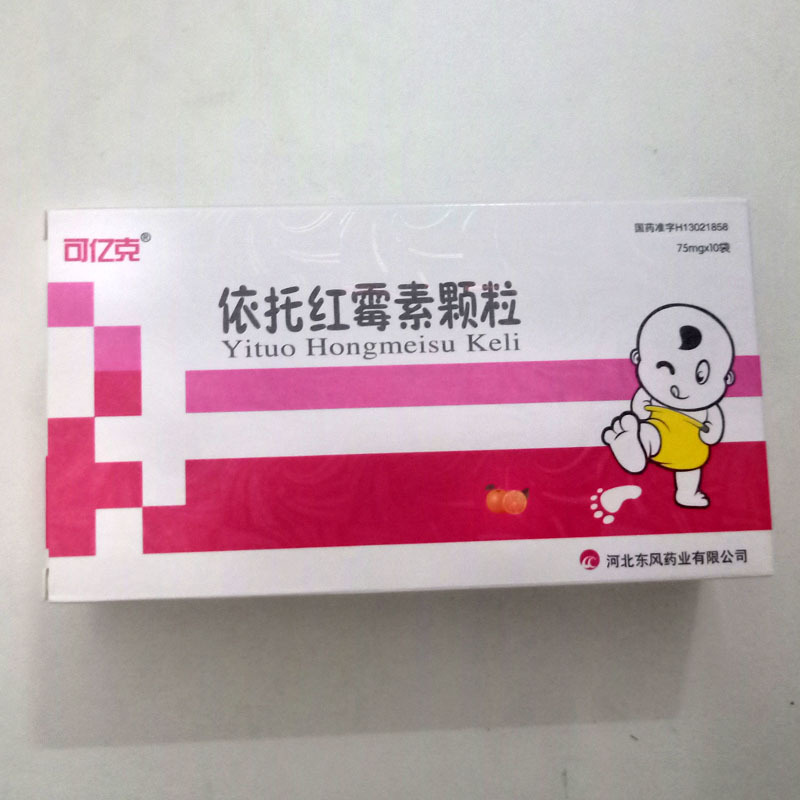 可亿克®
国药准字H13021858
75mgx10袋
依托红霉素颗粒
Yituo Hongmeisu Keli
河北东风药业有限公司